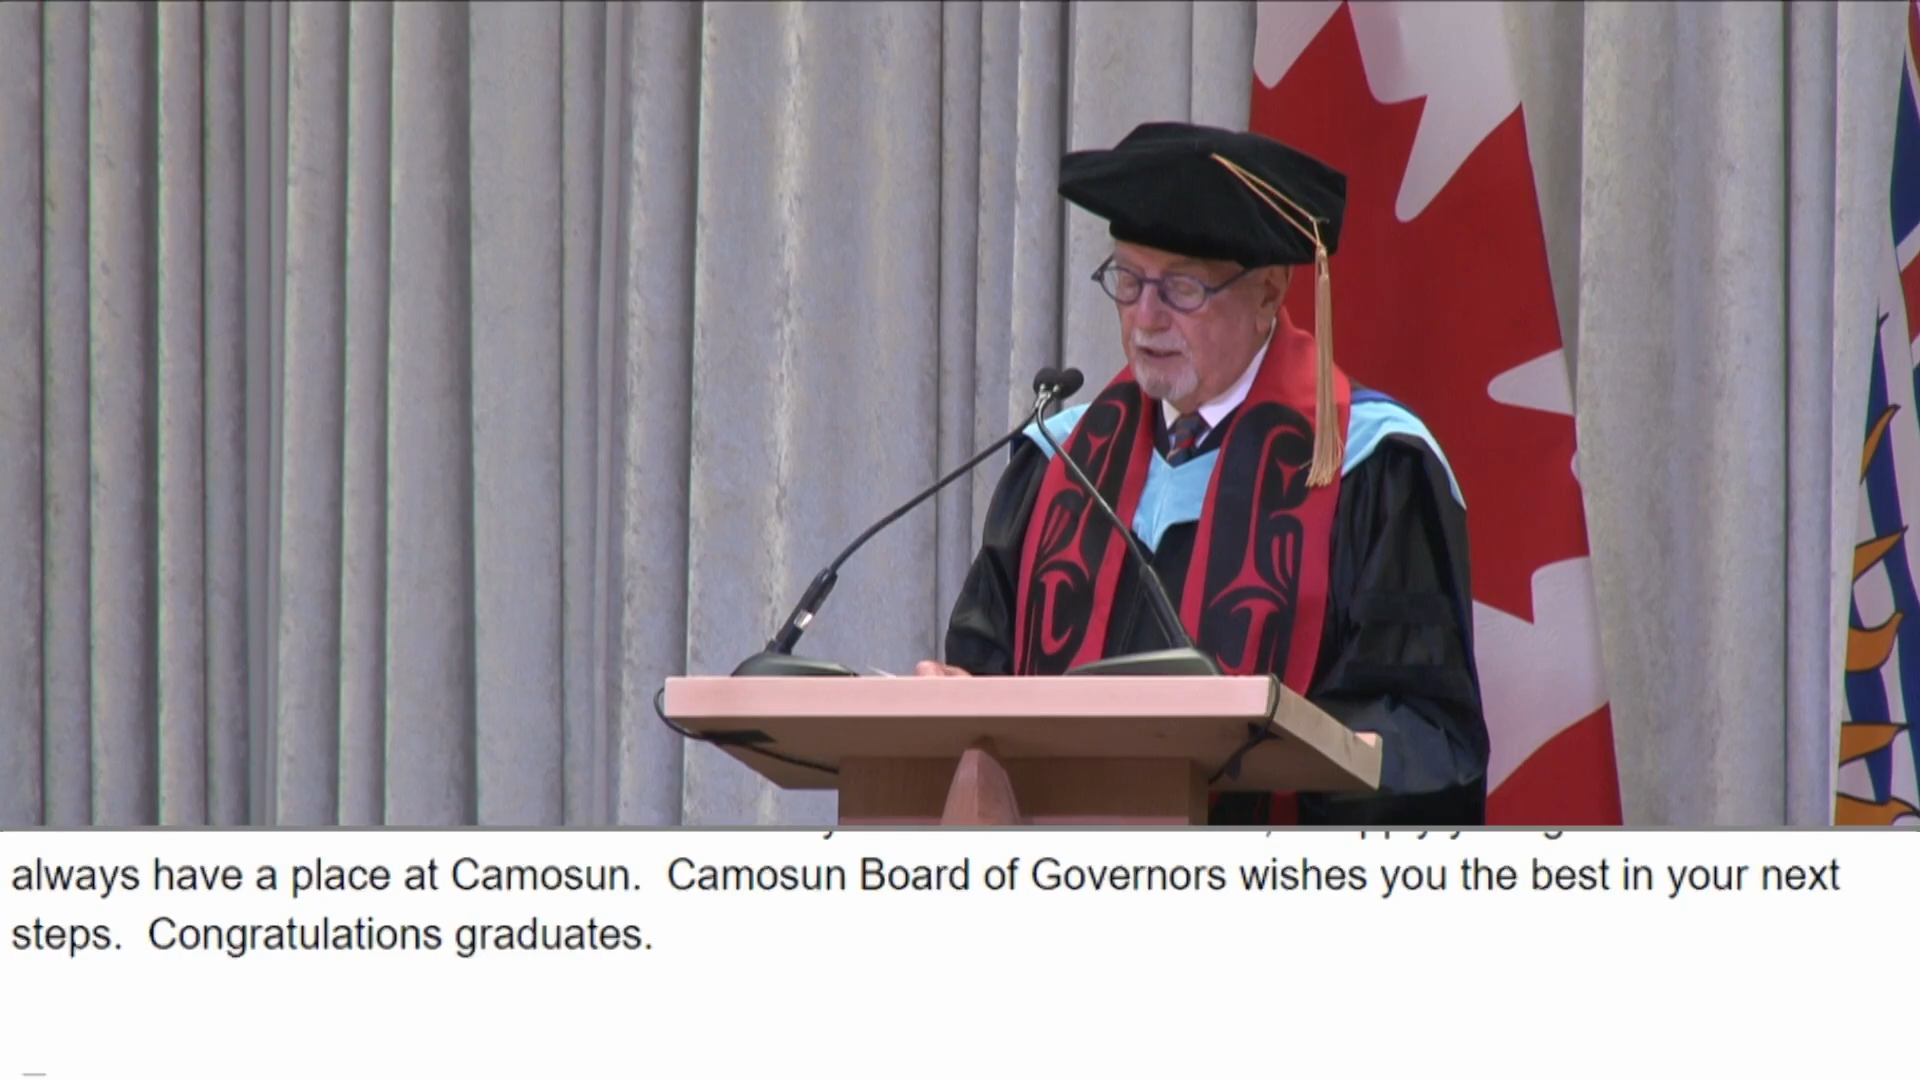 always have a place at Camosun.  Camosun Board of Governors wishes you the best in your next
steps.  Congratulations graduates.